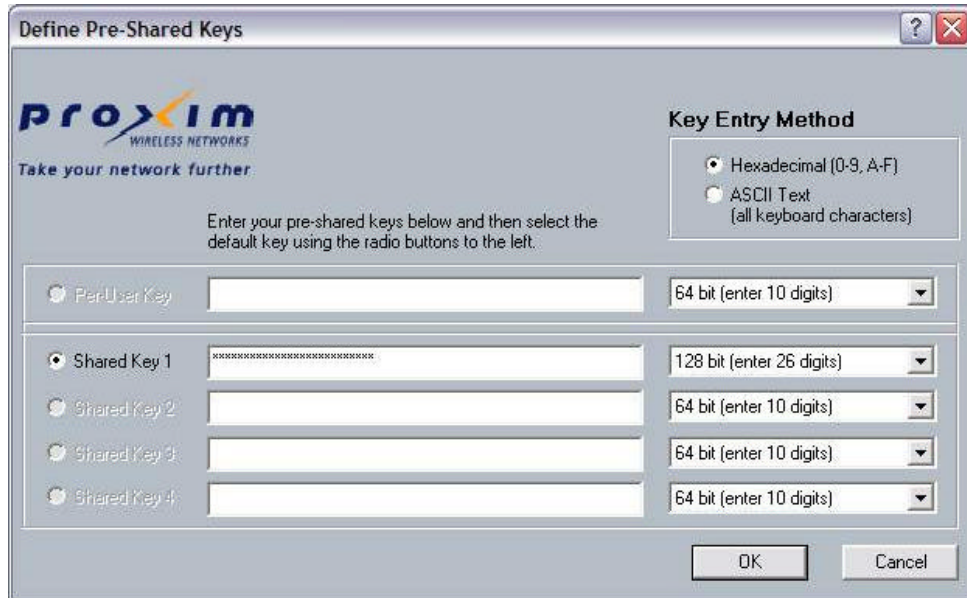 Define Pre-Shared Keys
proxim
WIRELESS NETWORKS
Take your network further
Key Entry Method
Hexadecimal (0-9, A-F)
ASCII Text
(all keyboard characters)
Enter your pre-shared keys below and then select the
default key using the radio buttons to the left.
Per-User Key 64 bit (enter 10 digits)
Shared Key 1 ************************** 128 bit (enter 26 digits)
Shared Key 2 64 bit (enter 10 digits)
Shared Key 3 64 bit (enter 10 digits)
Shared Key 4 64 bit (enter 10 digits)
OK Cancel